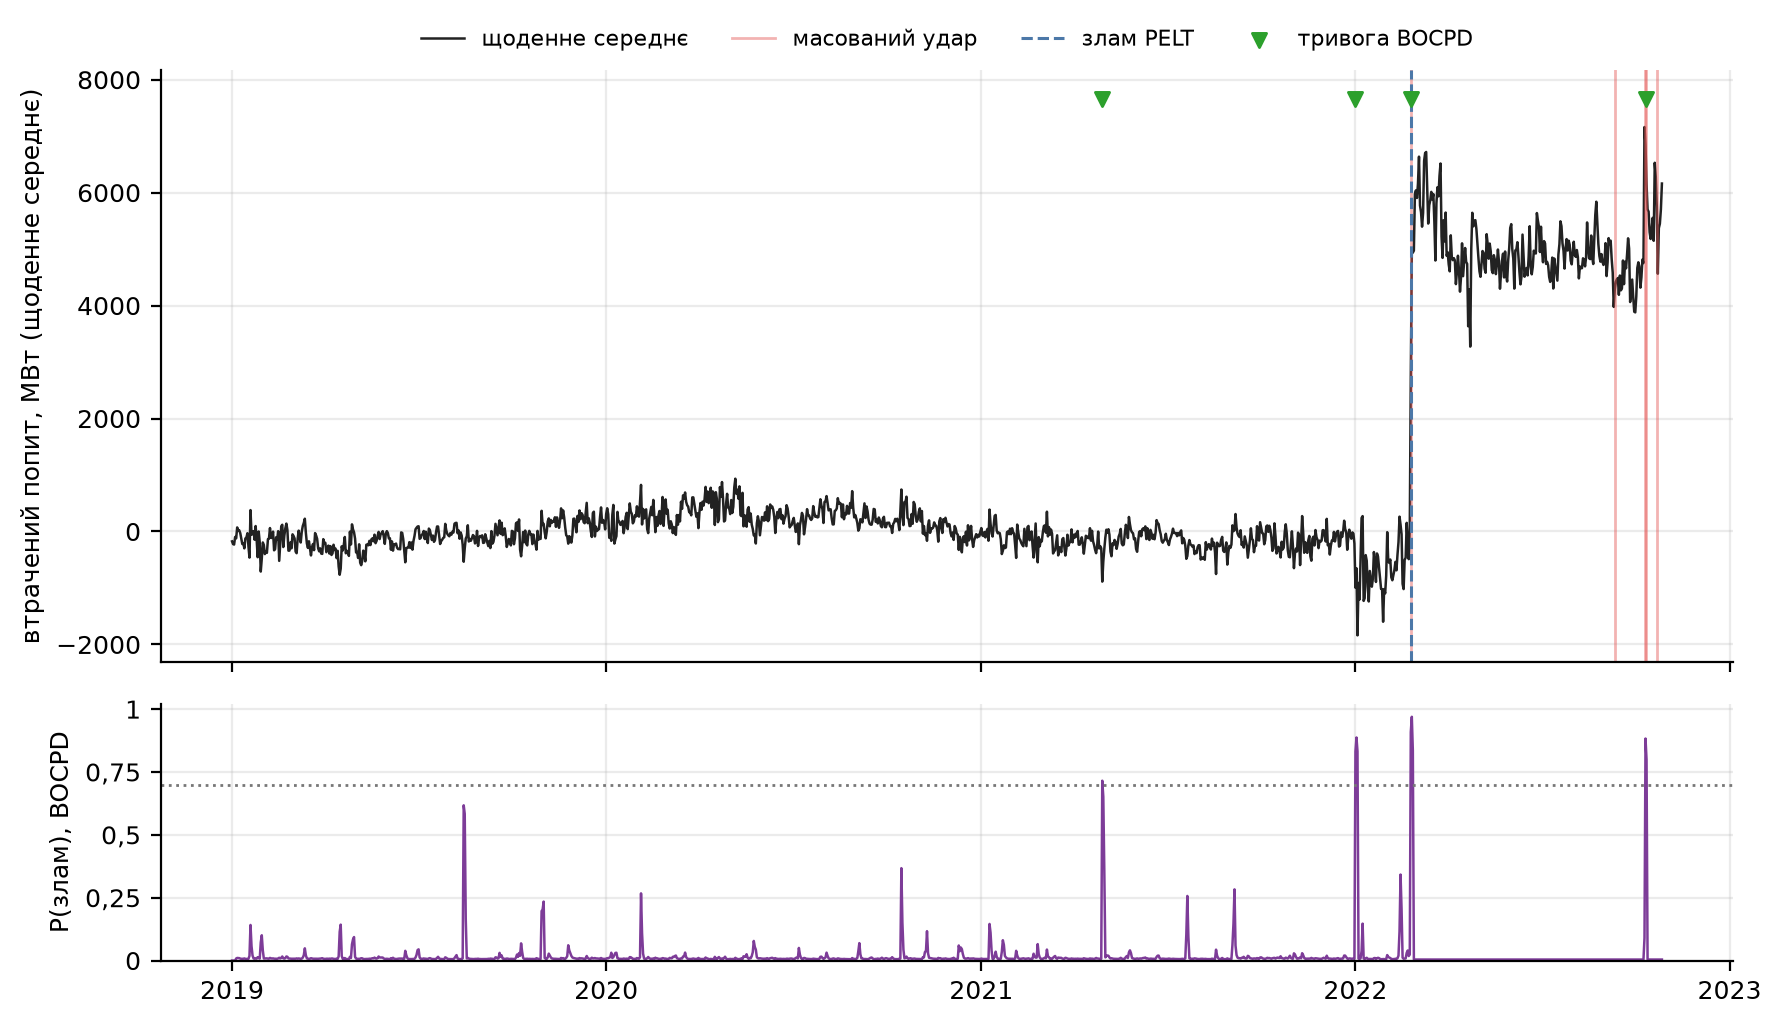 щоденне середнє масований удар злам PELT тривога BOCPD
втрачений попит, МВт (щоденне середнє)
8000
6000
4000
2000
0
−2000
P(злам), BOCPD
1
0,75
0,5
0,25
0
2019 2020 2021 2022 2023